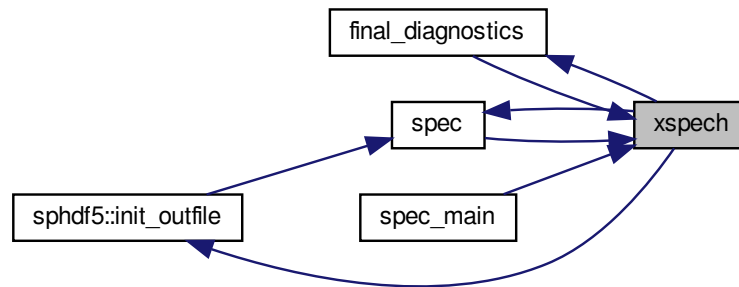 final_diagnostics
spec
xspech
sphdf5::init_outfile
spec_main